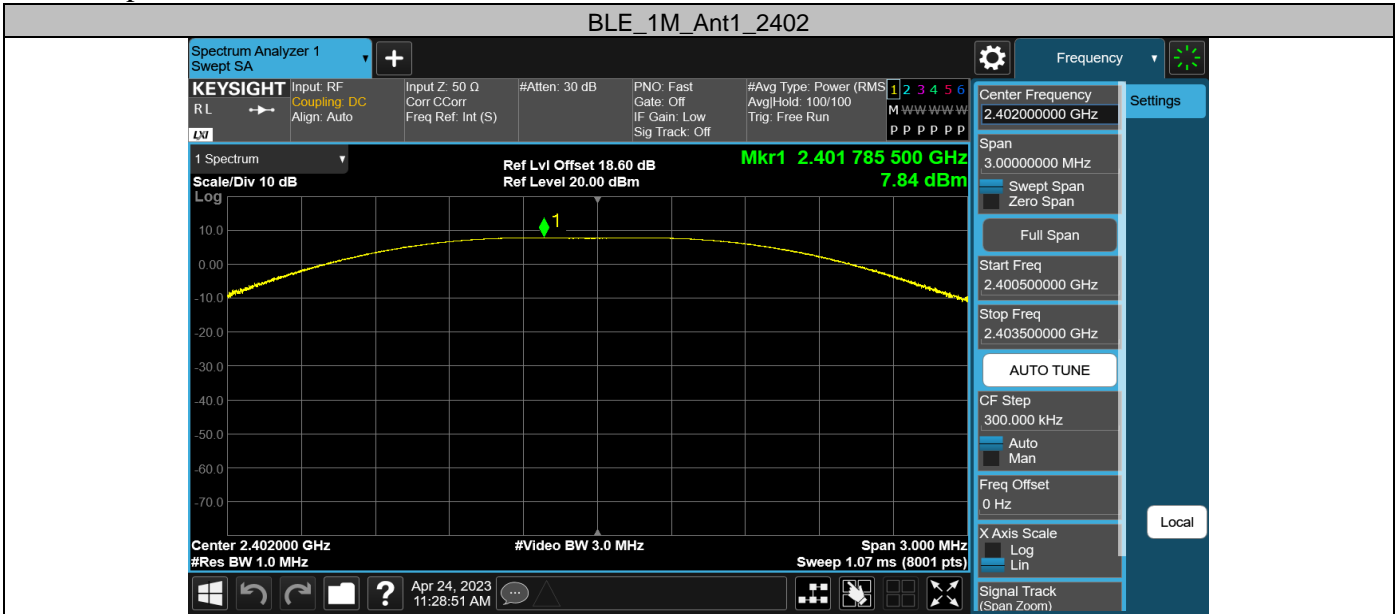 BLE_1M_Ant1_2402
Spectrum Analyzer 1
Swept SA
+
Frequency
KEYSIGHT
R L
LXI
Input: RF
Coupling: DC
Align: Auto
Input Z: 50 Ω
Corr CCorr
Freq Ref: Int (S)
#Atten: 30 dB
PNO: Fast
Gate: Off
IF Gain: Low
Sig Track: Off
#Avg Type: Power (RMS
Avg|Hold: 100/100
Trig: Free Run
1 2 3 4 5 6
M W W W W W
P P P P P P
1 Spectrum
Scale/Div 10 dB
Log
Ref Lvl Offset 18.60 dB
Ref Level 20.00 dBm
Mkr1 2.401 785 500 GHz
7.84 dBm
1
10.0
0.00
-10.0
-20.0
-30.0
-40.0
-50.0
-60.0
-70.0
Center 2.402000 GHz
#Res BW 1.0 MHz
#Video BW 3.0 MHz
Span 3.000 MHz
Sweep 1.07 ms (8001 pts)
Center Frequency
2.402000000 GHz
Settings
Span
3.00000000 MHz
Swept Span
Zero Span
Full Span
Start Freq
2.400500000 GHz
Stop Freq
2.403500000 GHz
AUTO TUNE
CF Step
300.000 kHz
Auto
Man
Freq Offset
0 Hz
X Axis Scale
Log
Lin
Local
Signal Track
(Span Zoom)
?
Apr 24, 2023
11:28:51 AM